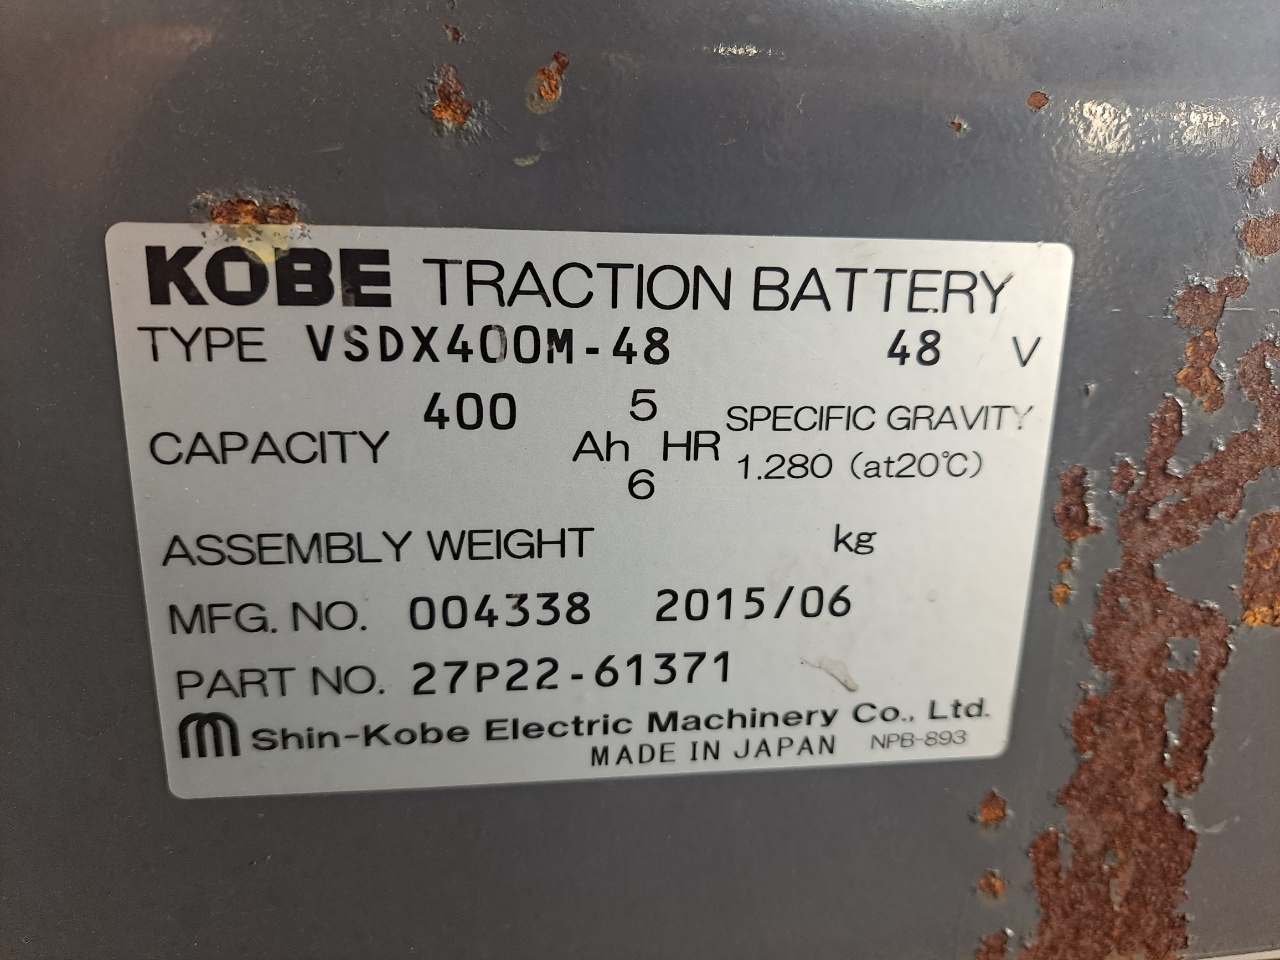 KOBE TRACTION BATTERY
TYPE VSDX400M-48 48 V
CAPACITY 400 Ah 5 HR SPECIFIC GRAVITY
6 1.280 (at20℃)
ASSEMBLY WEIGHT kg
MFG. NO. 004338 2015/06
PART NO. 27P22-61371
Shin-Kobe Electric Machinery Co., Ltd.
MADE IN JAPAN NPB-893